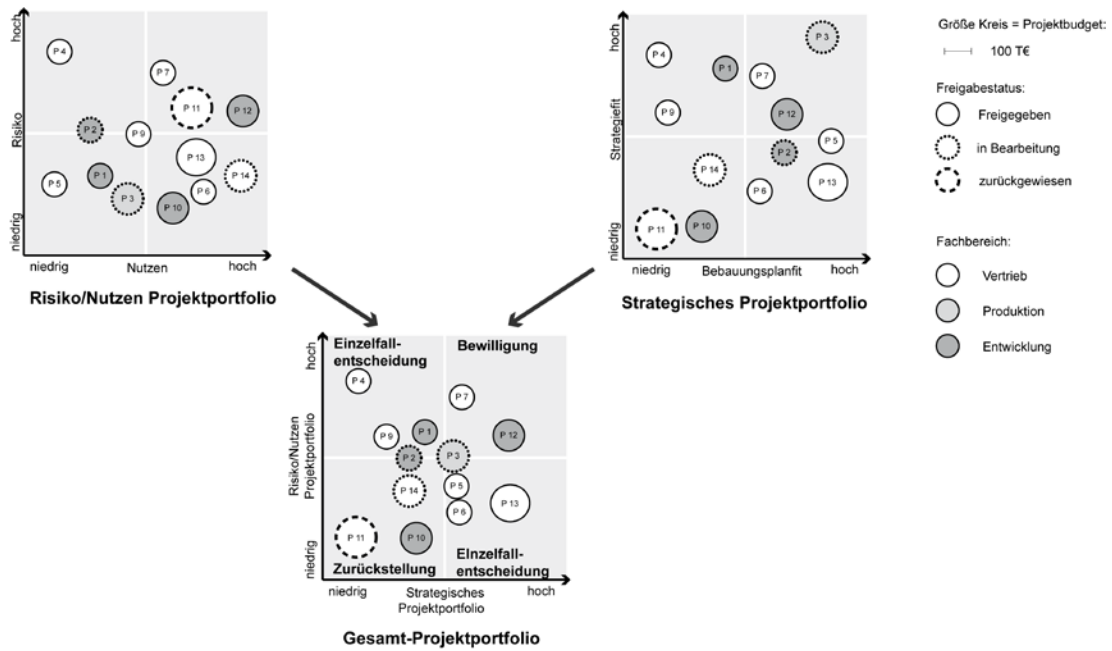 hoch
Risiko
niedrig
P 4
P 7
P 11
P 12
P 2
P 9
P 13
P 14
P 5
P 1
P 3
P 6
P 10
niedrig Nutzen hoch
Risiko/Nutzen Projektportfolio
hoch
Strategiefit
niedrig
P 3
P 4
P 1
P 7
P 9
P 12
P 5
P 2
P 14
P 13
P 6
P 11
P 10
niedrig Bebauungsplanfit hoch
Strategisches Projektportfolio
Größe Kreis = Projektbudget:
100 T€
Freigabestatus:
Freigegeben
in Bearbeitung
zurückgewiesen
Fachbereich:
Vertrieb
Produktion
Entwicklung
hoch
Risiko/Nutzen
Projektportfolio
niedrig
Einzelfall-
entscheidung
Bewilligung
P 4
P 7
P 9
P 1
P 12
P 2
P 3
P 14
P 5
P 13
P 6
P 11
P 10
Zurückstellung
EInzelfall-
entscheidung
niedrig Strategisches hoch
Projektportfolio
Gesamt-Projektportfolio